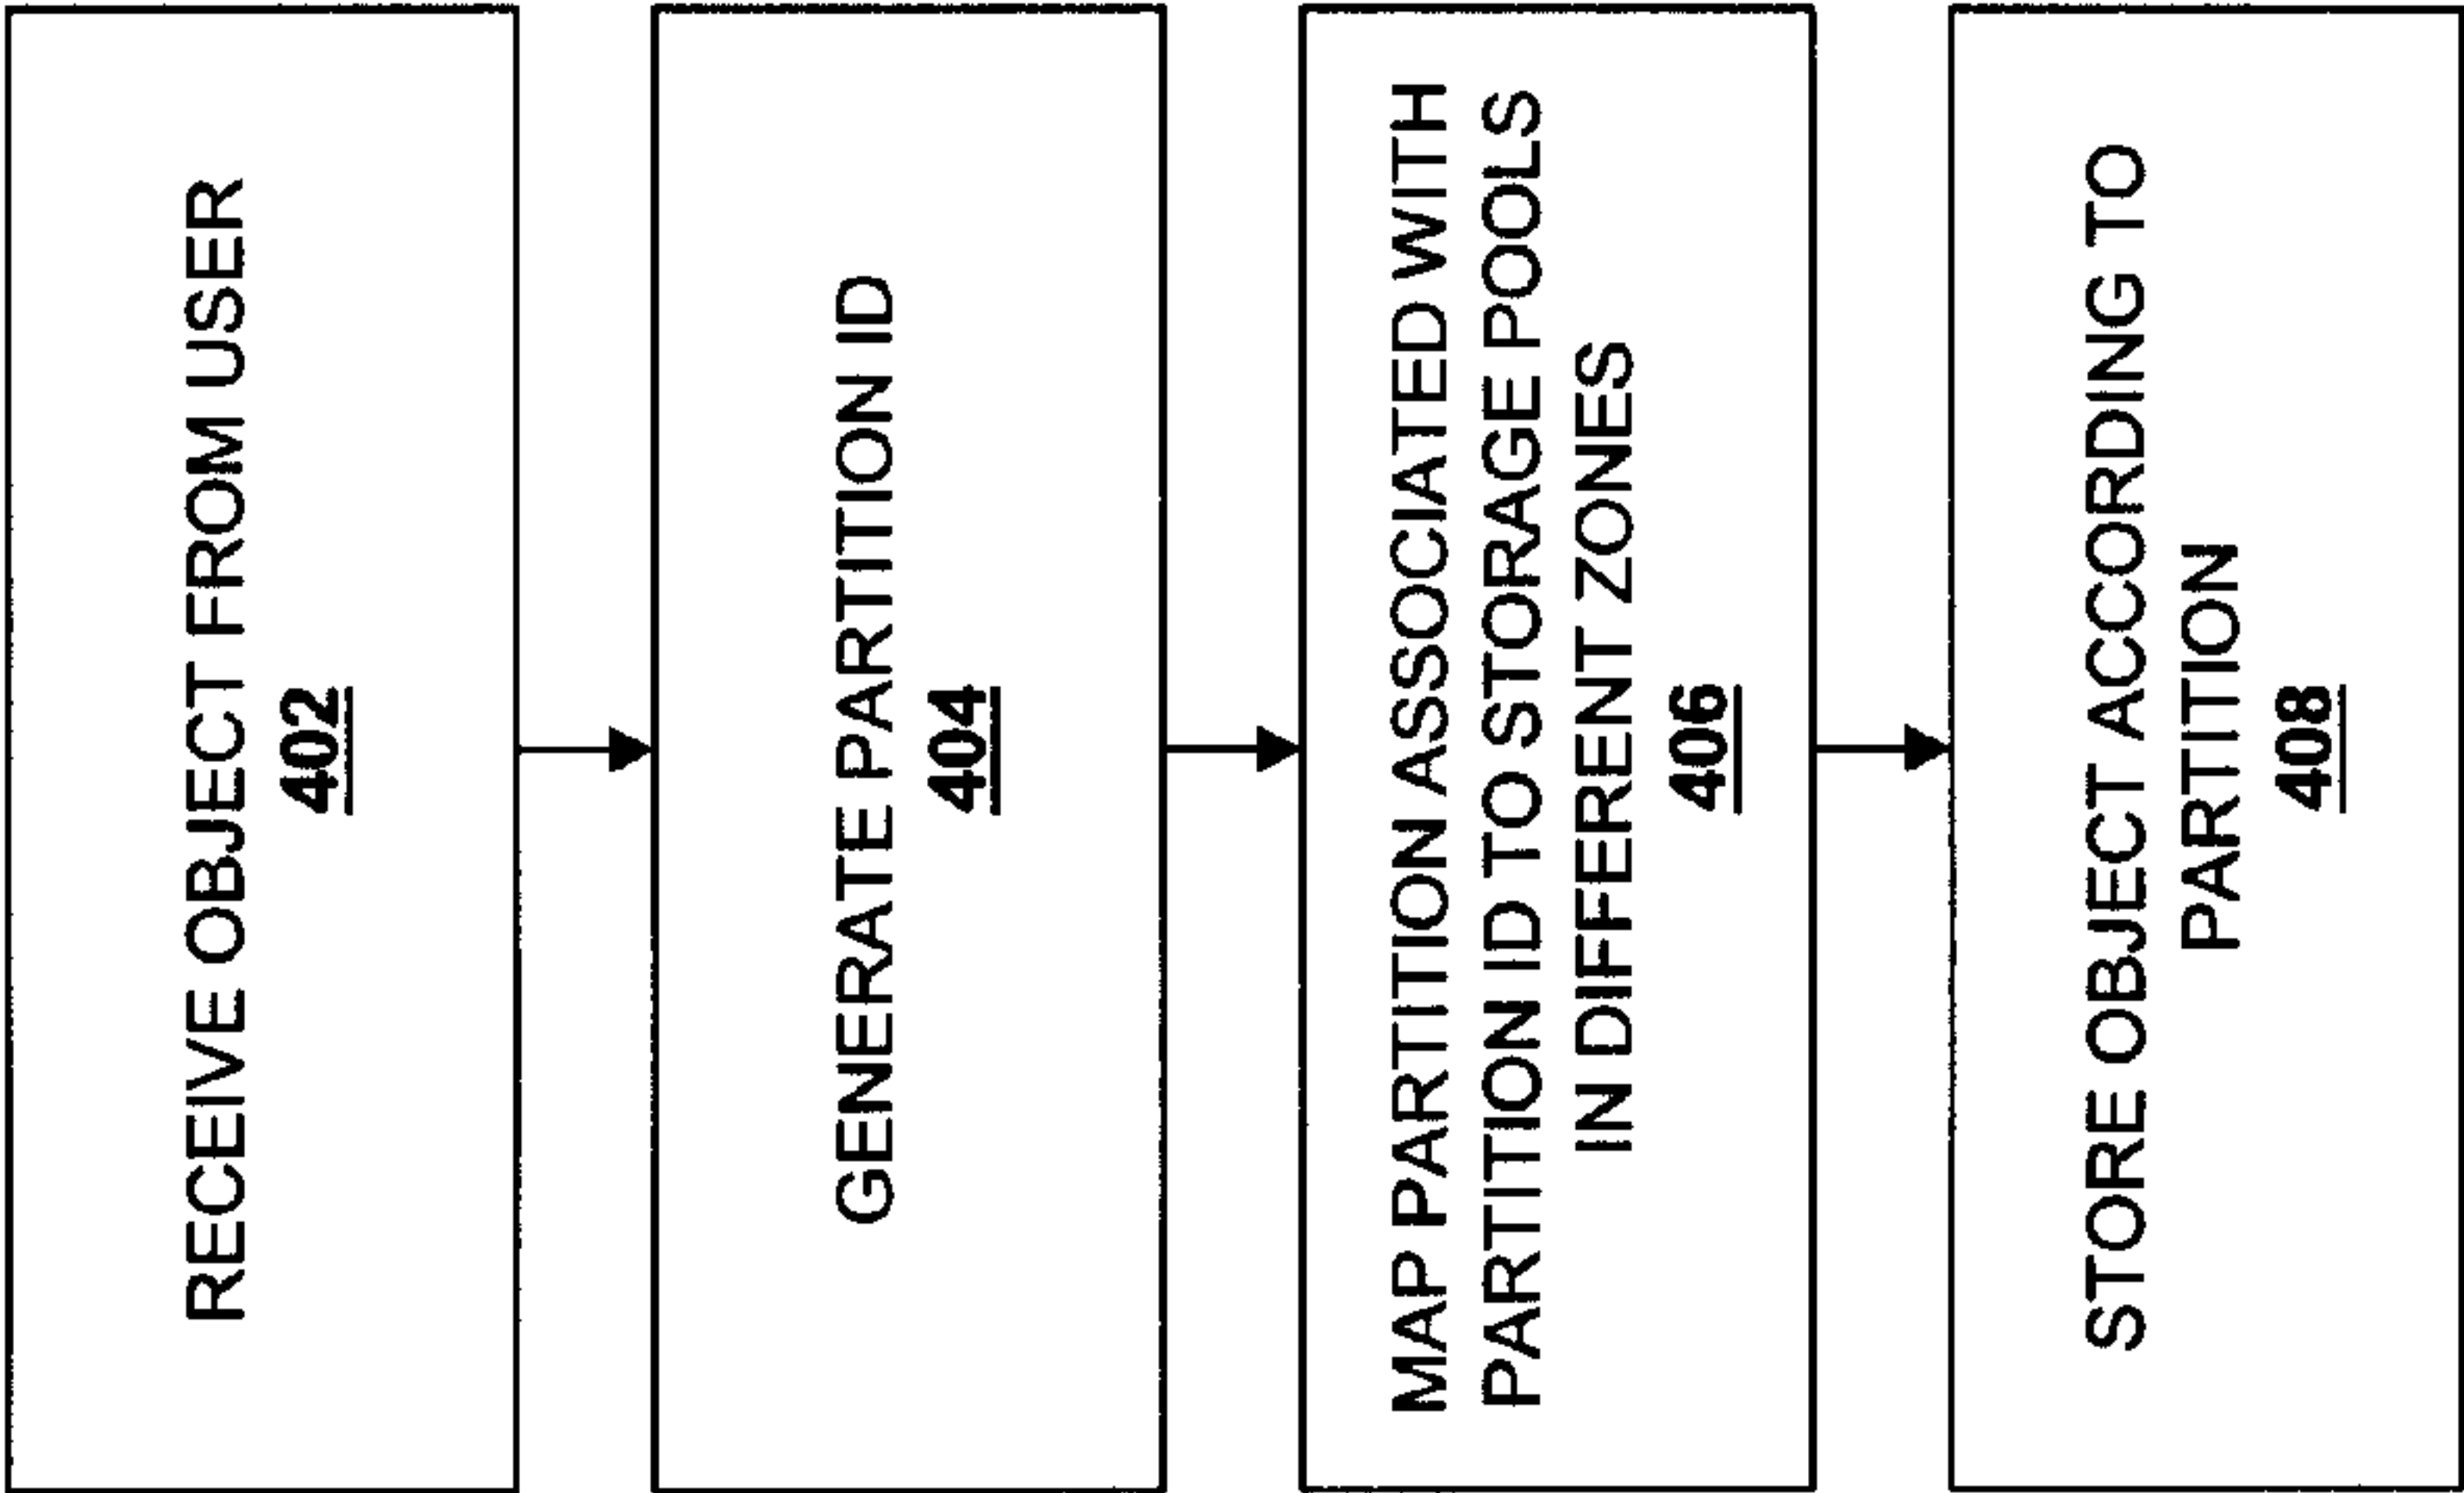 RECEIVE OBJECT FROM USER
402
GENERATE PARTITION ID
404
MAP PARTITION ASSOCIATED WITH
PARTITION ID TO STORAGE POOLS
IN DIFFERENT ZONES
406
STORE OBJECT ACCORDING TO
PARTITION
408